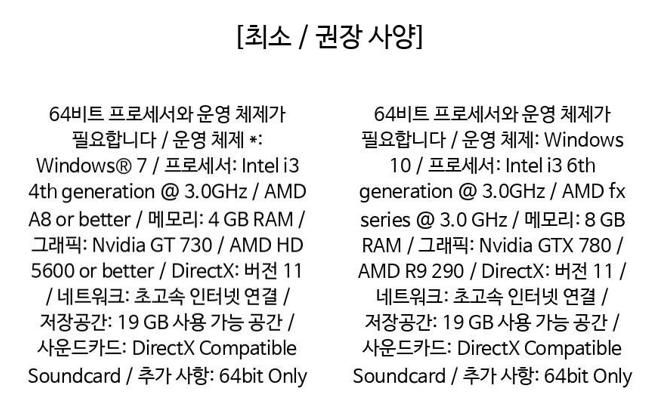 [최소 / 권장 사양]
64비트 프로세서와 운영 체제가
필요합니다 / 운영 체제 *:
Windows® 7 / 프로세서: Intel i3
4th generation @ 3.0GHz / AMD
A8 or better / 메모리: 4 GB RAM /
그래픽: Nvidia GT 730 / AMD HD
5600 or better / DirectX: 버전 11
/ 네트워크: 초고속 인터넷 연결 /
저장공간: 19 GB 사용 가능 공간 /
사운드카드: DirectX Compatible
Soundcard / 추가 사항: 64bit Only
64비트 프로세서와 운영 체제가
필요합니다 / 운영 체제: Windows
10 / 프로세서: Intel i3 6th
generation @ 3.0GHz / AMD fx
series @ 3.0 GHz / 메모리: 8 GB
RAM / 그래픽: Nvidia GTX 780 /
AMD R9 290 / DirectX: 버전 11 /
네트워크: 초고속 인터넷 연결 /
저장공간: 19 GB 사용 가능 공간 /
사운드카드: DirectX Compatible
Soundcard / 추가 사항: 64bit Only